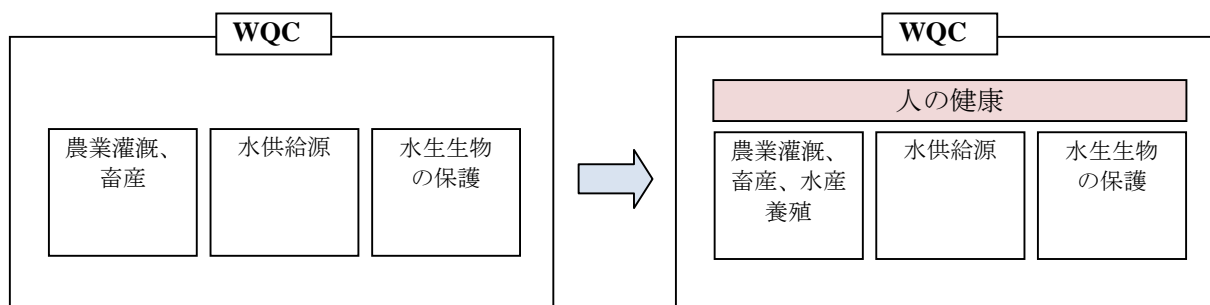 WQC
農業灌漑、
畜産
水供給源
水生生物
の保護
WQC
人の健康
農業灌漑、
畜産、水産
養殖
水供給源
水生生物
の保護